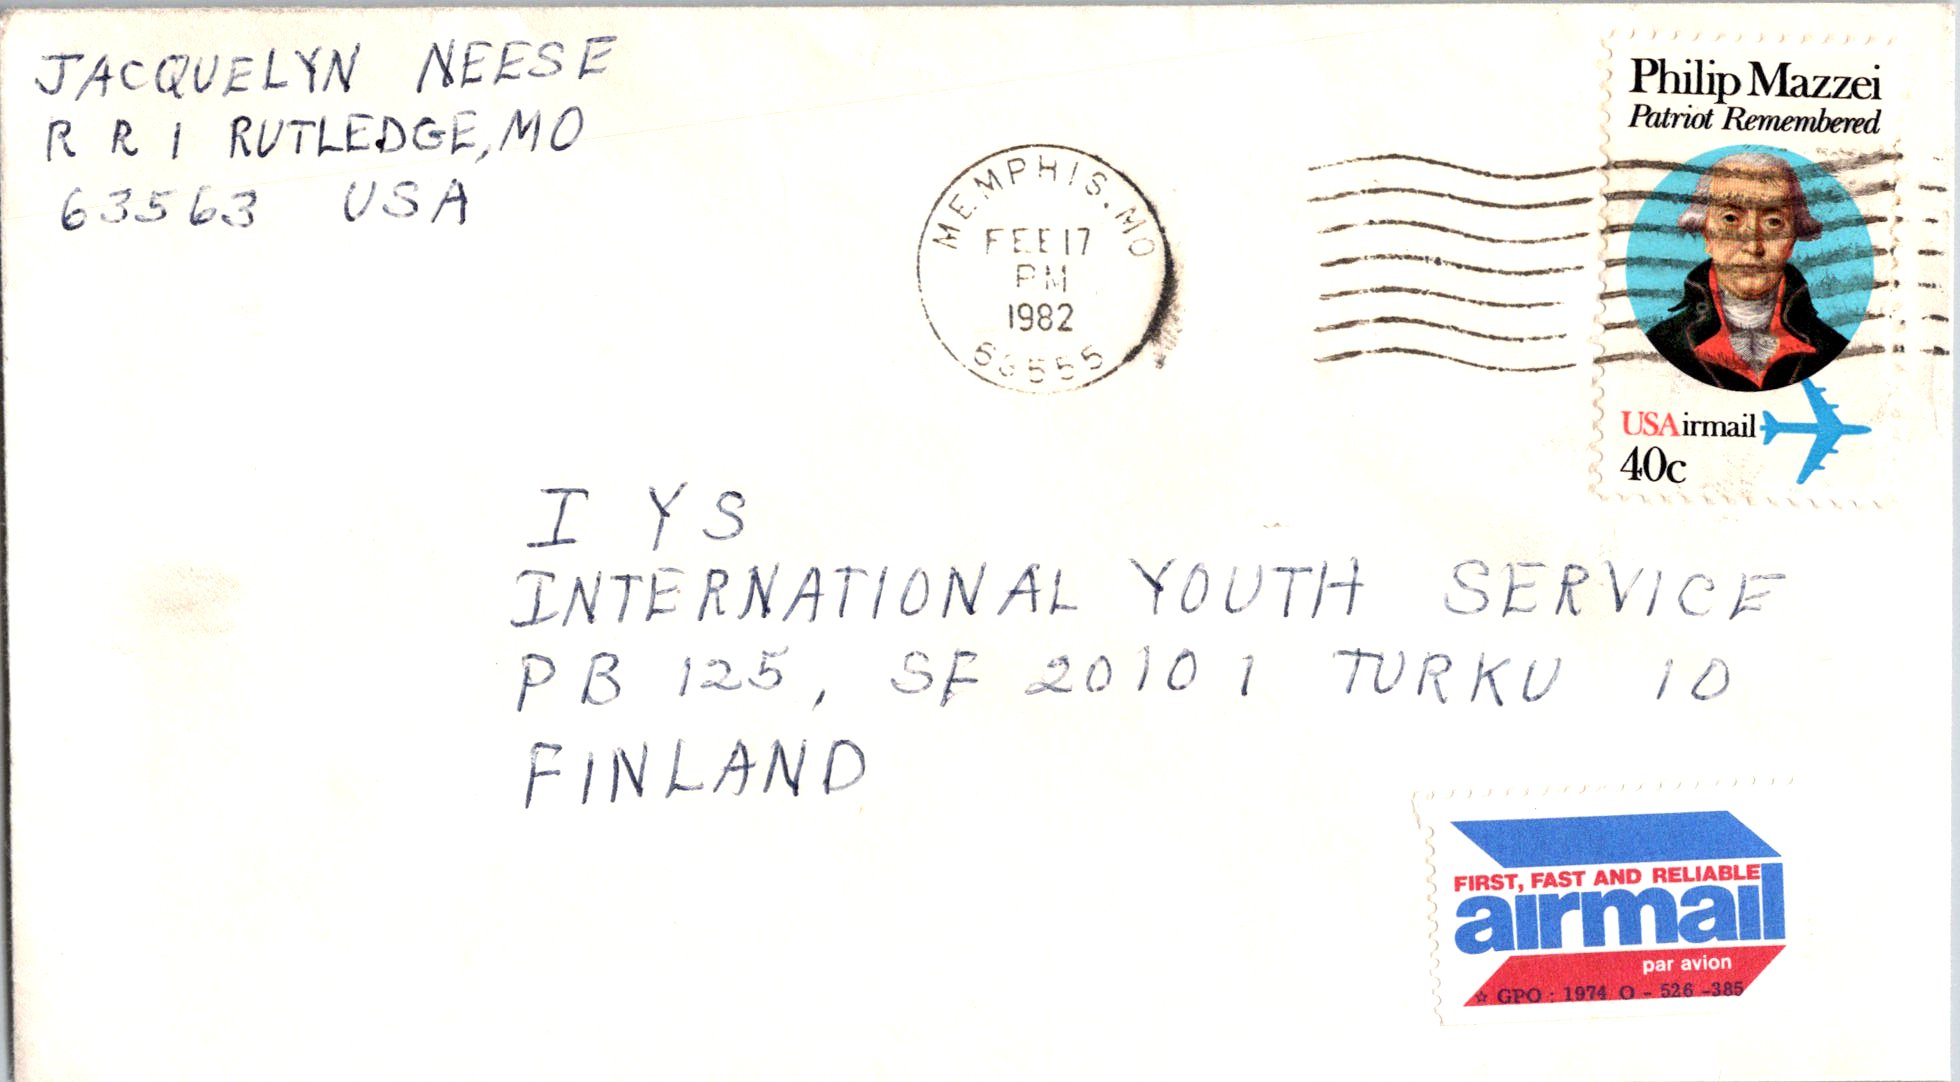 JACQUELYN NEESE
R R 1 RUTLEDGE, MO
63563 USA
MEMPHIS. MO
FEB 17
PM
1982
63555
Philip Mazzei
Patriot Remembered
USAirmail
40c
I Y S
INTERNATIONAL YOUTH SERVICE
PB 125, SF 20101 TURKU 10
FINLAND
FIRST, FAST AND RELIABLE
airmail
par avion
☆ GPO : 1974 O - 526 -385